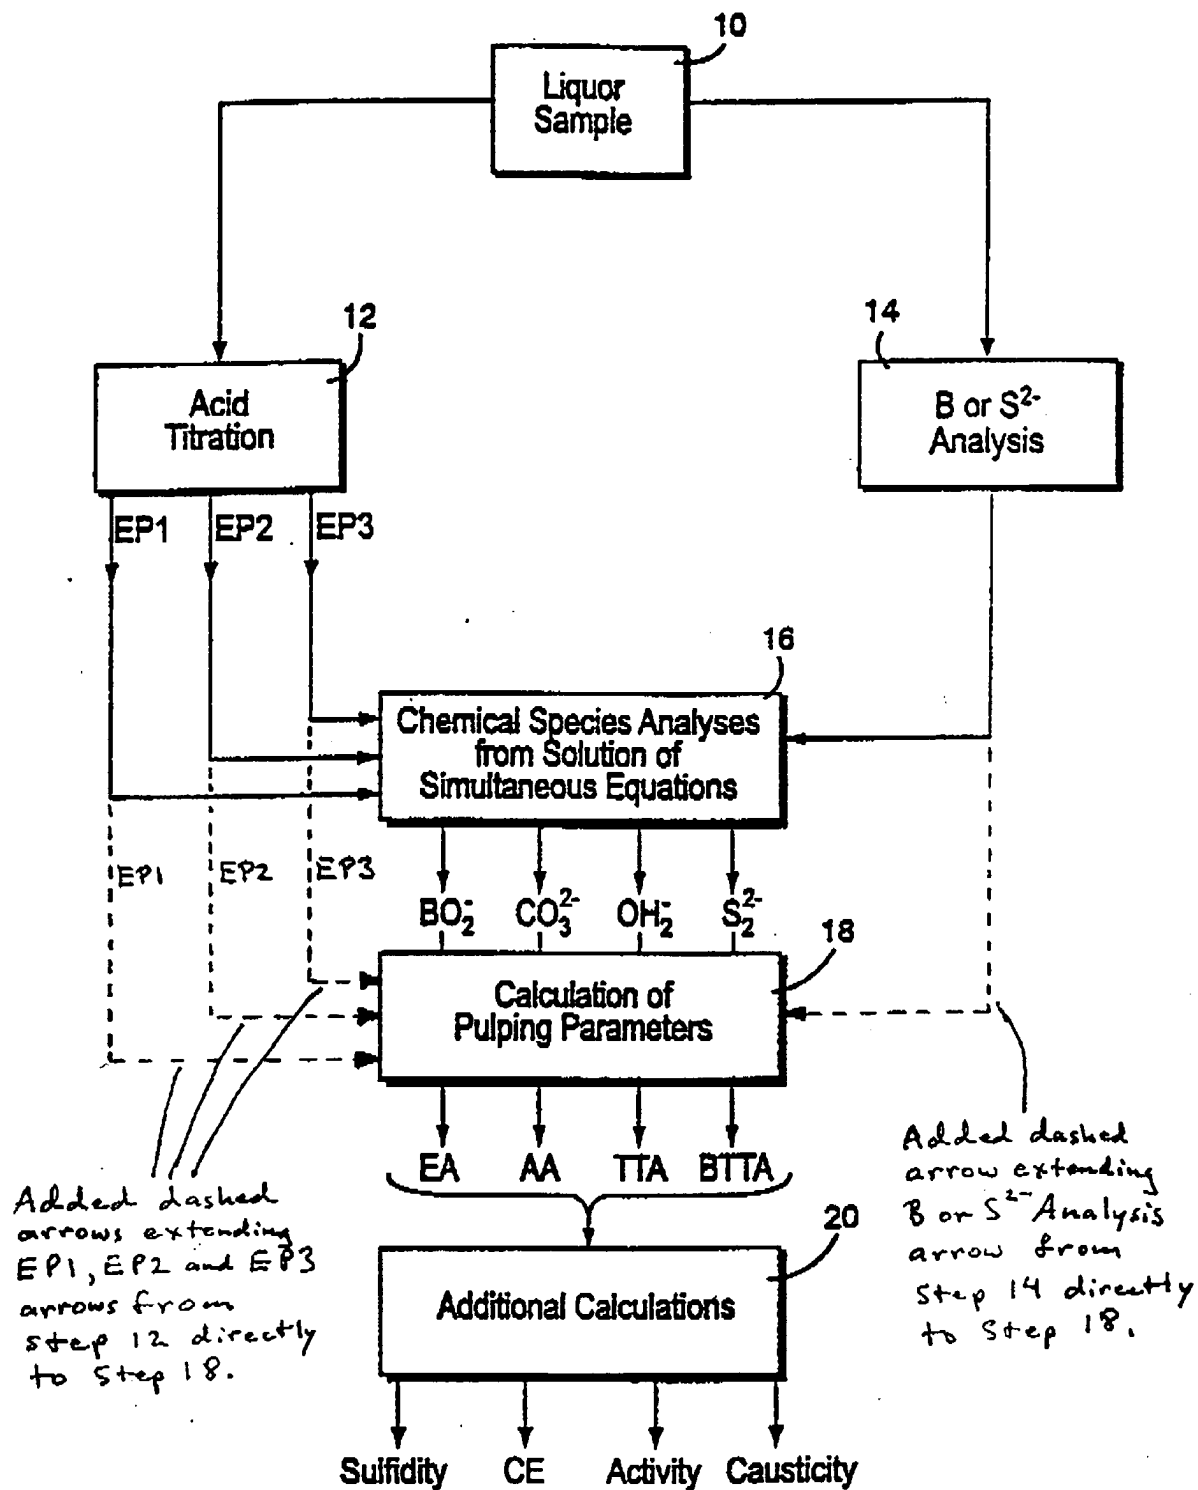 10
Liquor
Sample
12
Acid
Titration
14
B or S²⁻
Analysis
EP1 EP2 EP3
16
Chemical Species Analyses
from Solution of
Simultaneous Equations
EP1 EP2 EP3
BO₂⁻ CO₃²⁻ OH₂⁻ S₂²⁻
18
Calculation of
Pulping Parameters
EA AA TTA BTTA
Added dashed
arrows extending
EP1, EP2 and EP3
arrows from
step 12 directly
to step 18.
Added dashed
arrow extending
B or S²⁻ Analysis
arrow from
step 14 directly
to step 18.
20
Additional Calculations
Sulfidity CE Activity Causticity